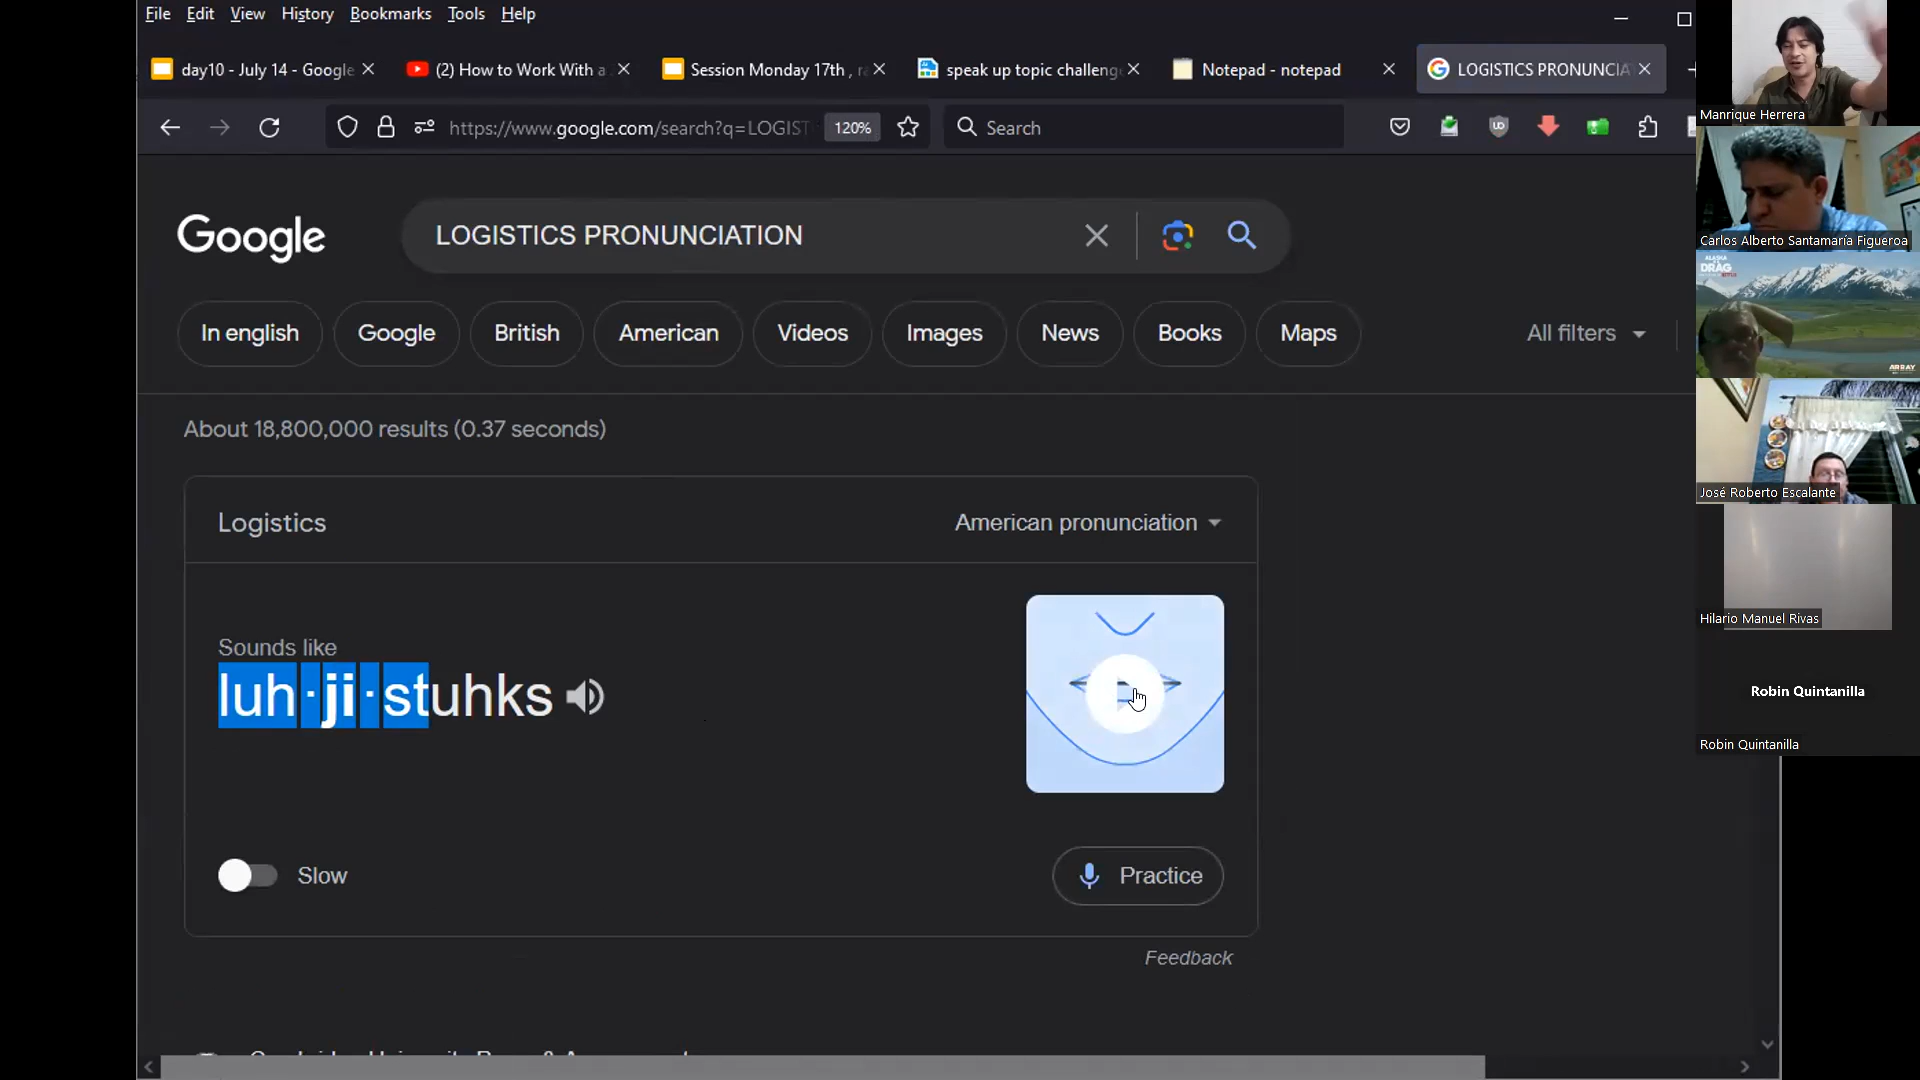 File Edit View History Bookmarks Tools Help
day10 - July 14 - Google
(2) How to Work With a
Session Monday 17th , ra
speak up topic challeng
Notepad - notepad
LOGISTICS PRONUNCIA
https://www.google.com/search?q=LOGIST
120%
Search
Google
LOGISTICS PRONUNCIATION
In english
Google
British
American
Videos
Images
News
Books
Maps
All filters
About 18,800,000 results (0.37 seconds)
Logistics
American pronunciation
Sounds like
luh·ji·stuhks
Slow
Practice
Feedback
Manrique Herrera
Carlos Alberto Santamaría Figueroa
ALASKA
DRAG
ARRAY
José Roberto Escalante
Hilario Manuel Rivas
Robin Quintanilla
Robin Quintanilla